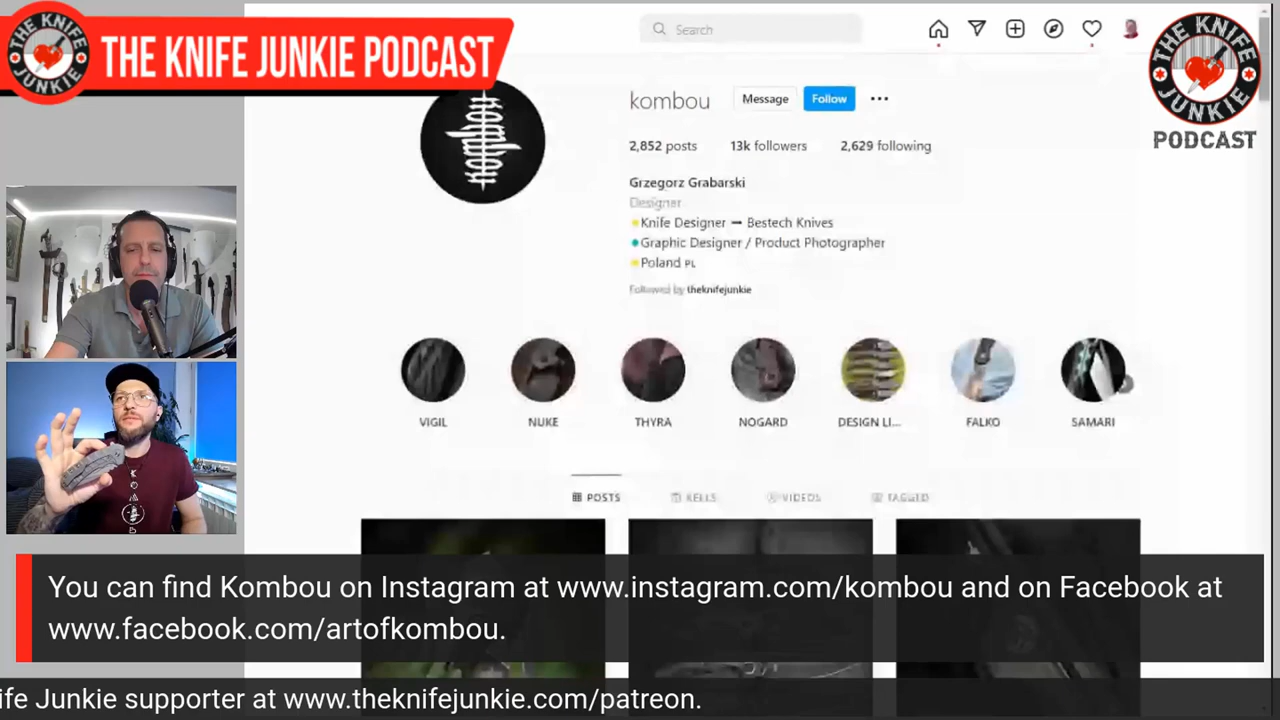 THE KNIFE JUNKIE
THE KNIFE JUNKIE PODCAST
THE KNIFE JUNKIE
PODCAST
Search
kombou
kombou
Message
Follow
2,852 posts 13k followers 2,629 following
Grzegorz Grabarski
Designer
Knife Designer ━ Bestech Knives
Graphic Designer / Product Photographer
Poland PL
Followed by theknifejunkie
VIGIL NUKE THYRA NOGARD DESIGN LI... FALKO SAMARI
POSTS REELS VIDEOS TAGGED
You can find Kombou on Instagram at www.instagram.com/kombou and on Facebook at
www.facebook.com/artofkombou.
ife Junkie supporter at www.theknifejunkie.com/patreon.